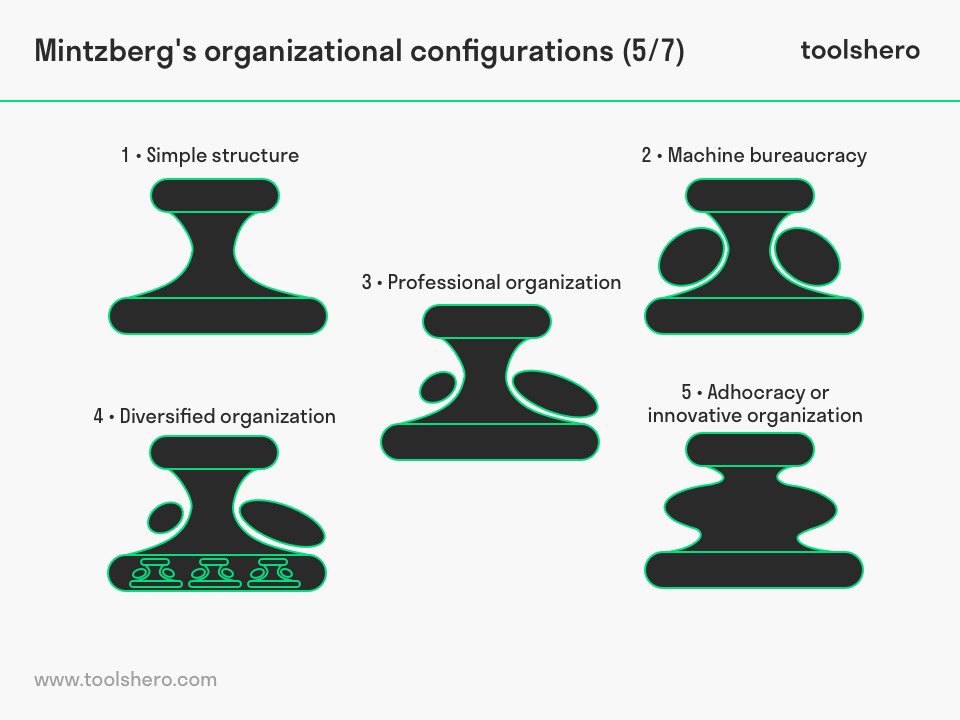 Mintzberg's organizational configurations (5/7)
toolshero
1 • Simple structure
2 • Machine bureaucracy
3 • Professional organization
4 • Diversified organization
5 • Adhocracy or
innovative organization
www.toolshero.com